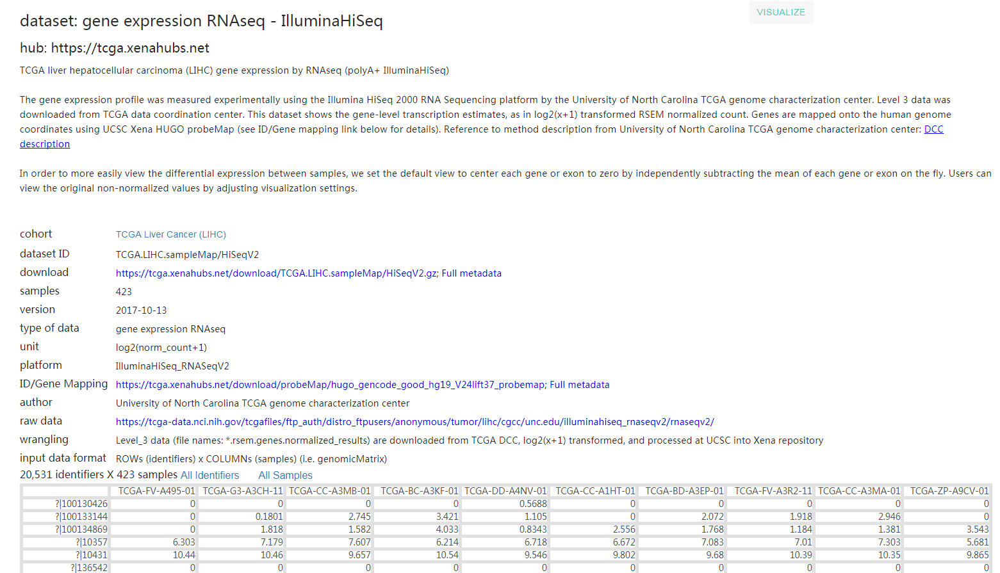 VISUALIZE
dataset: gene expression RNAseq - IlluminaHiSeq
hub: https://tcga.xenahubs.net
TCGA liver hepatocellular carcinoma (LIHC) gene expression by RNAseq (polyA+ IlluminaHiSeq)
The gene expression profile was measured experimentally using the Illumina HiSeq 2000 RNA Sequencing platform by the University of North Carolina TCGA genome characterization center. Level 3 data was
downloaded from TCGA data coordination center. This dataset shows the gene-level transcription estimates, as in log2(x+1) transformed RSEM normalized count. Genes are mapped onto the human genome
coordinates using UCSC Xena HUGO probeMap (see ID/Gene mapping link below for details). Reference to method description from University of North Carolina TCGA genome characterization center: DCC
description
In order to more easily view the differential expression between samples, we set the default view to center each gene or exon to zero by independently subtracting the mean of each gene or exon on the fly. Users can
view the original non-normalized values by adjusting visualization settings.
cohort TCGA Liver Cancer (LIHC)
dataset ID TCGA.LIHC.sampleMap/HiSeqV2
download https://tcga.xenahubs.net/download/TCGA.LIHC.sampleMap/HiSeqV2.gz; Full metadata
samples 423
version 2017-10-13
type of data gene expression RNAseq
unit log2(norm_count+1)
platform IlluminaHiSeq_RNASeqV2
ID/Gene Mapping https://tcga.xenahubs.net/download/probeMap/hugo_gencode_good_hg19_V24lift37_probemap; Full metadata
author University of North Carolina TCGA genome characterization center
raw data https://tcga-data.nci.nih.gov/tcgafiles/ftp_auth/distro_ftpusers/anonymous/tumor/lihc/cgcc/unc.edu/illuminahiseq_rnaseqv2/rnaseqv2/
wrangling Level_3 data (file names: *.rsem.genes.normalized_results) are downloaded from TCGA DCC, log2(x+1) transformed, and processed at UCSC into Xena repository
input data format ROWs (identifiers) x COLUMNs (samples) (i.e. genomicMatrix)
20,531 identifiers X 423 samples All Identifiers All Samples
TCGA-FV-A495-01 TCGA-G3-A3CH-11 TCGA-CC-A3MB-01 TCGA-BC-A3KF-01 TCGA-DD-A4NV-01 TCGA-CC-A1HT-01 TCGA-BD-A3EP-01 TCGA-FV-A3R2-11 TCGA-CC-A3MA-01 TCGA-ZP-A9CV-01
?|100130426 0 0 0 0 0.5688 0 0 0 0 0
?|100133144 0 0.1801 2.745 3.421 1.105 0 2.072 1.918 2.946 0
?|100134869 0 1.818 1.582 4.033 0.8343 2.556 1.768 1.184 1.381 3.543
?|10357 6.303 7.179 7.607 6.214 6.718 6.672 7.083 7.01 7.303 5.681
?|10431 10.44 10.46 9.657 10.54 9.546 9.802 9.68 10.39 10.35 9.865
?|136542 0 0 0 0 0 0 0 0 0 0